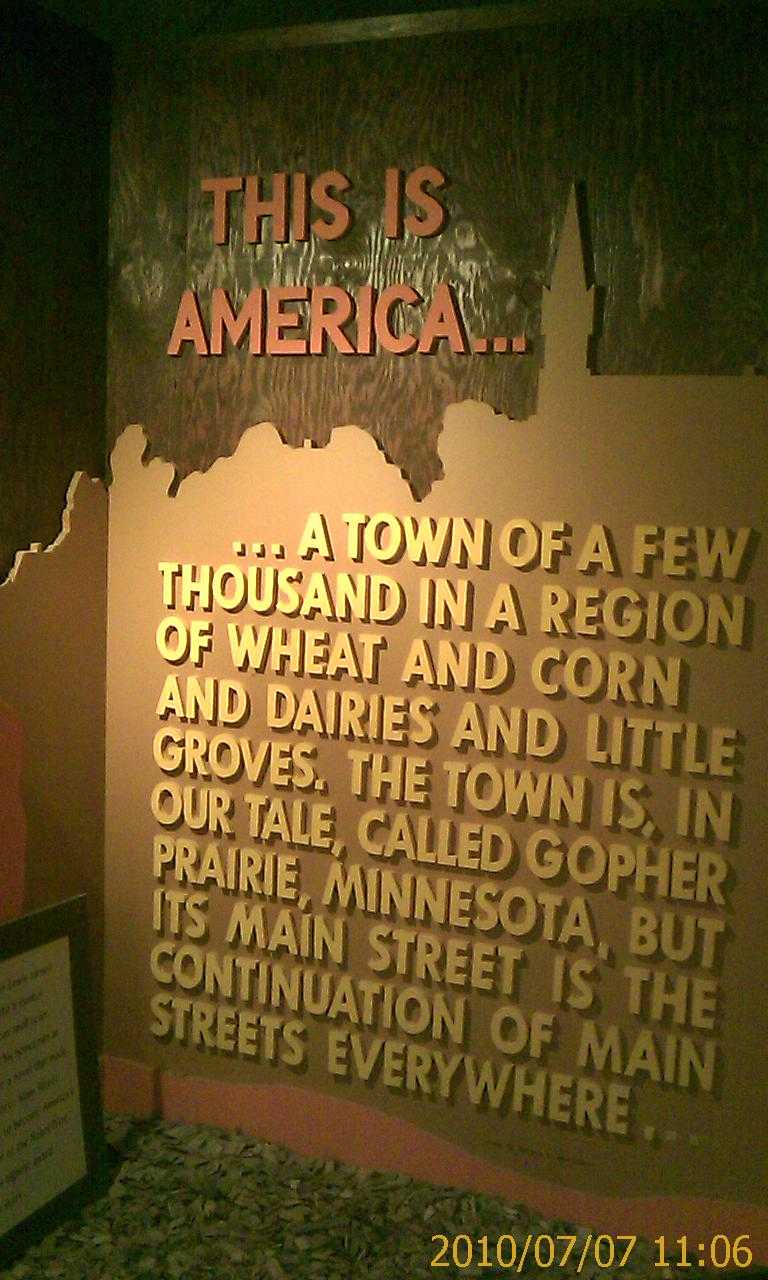 THIS IS
AMERICA...
... A TOWN OF A FEW
THOUSAND IN A REGION
OF WHEAT AND CORN
AND DAIRIES AND LITTLE
GROVES. THE TOWN IS, IN
OUR TALE, CALLED GOPHER
PRAIRIE, MINNESOTA. BUT
ITS MAIN STREET IS THE
CONTINUATION OF MAIN
STREETS EVERYWHERE...
2010/07/07 11:06